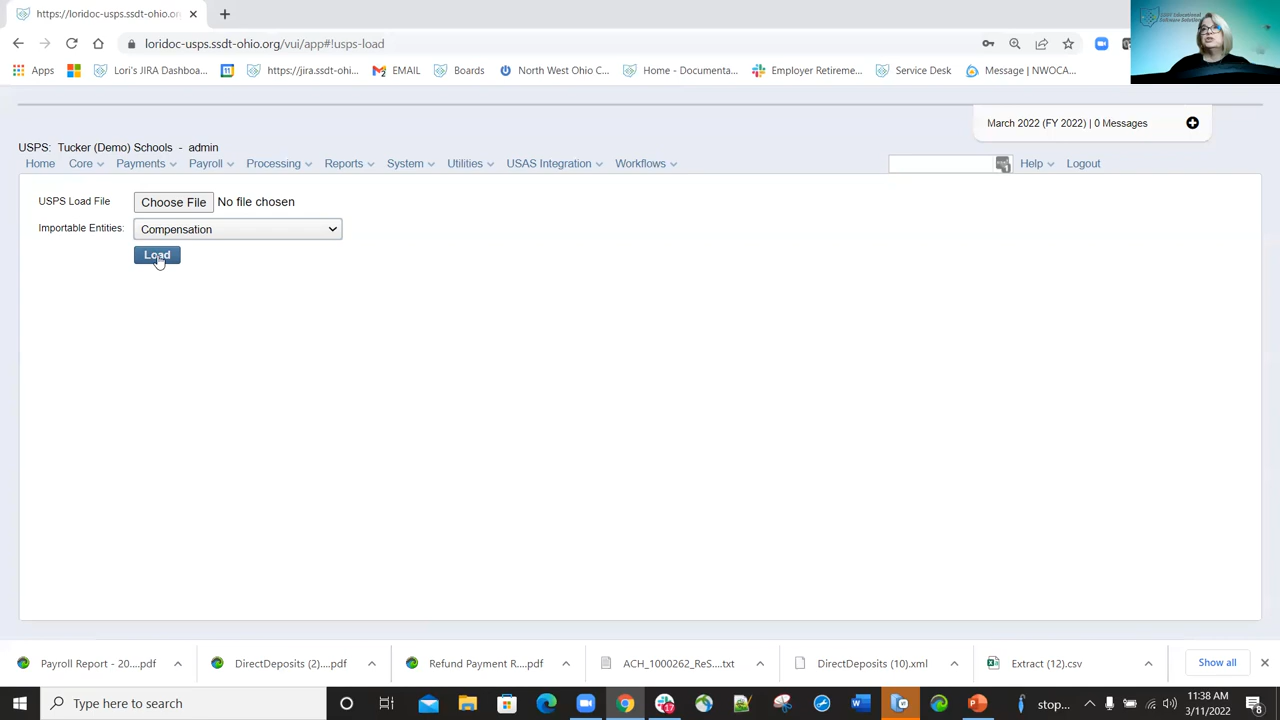 https://loridoc-usps.ssdt-ohio.or
loridoc-usps.ssdt-ohio.org/vui/app#!usps-load
Apps
Lori's JIRA Dashboa...
https://jira.ssdt-ohi...
EMAIL
Boards
North West Ohio C...
Home - Documenta...
Employer Retireme...
Service Desk
Message | NWOCA...
March 2022 (FY 2022) | 0 Messages
USPS: Tucker (Demo) Schools - admin
Home Core Payments Payroll Processing Reports System Utilities USAS Integration Workflows Help Logout
USPS Load File Choose File No file chosen
Importable Entities: Compensation
Load
Payroll Report - 20....pdf
DirectDeposits (2)....pdf
Refund Payment R....pdf
ACH_1000262_ReS....txt
DirectDeposits (10).xml
Extract (12).csv
Show all
Type here to search
17
stop...
11:38 AM
3/11/2022
8